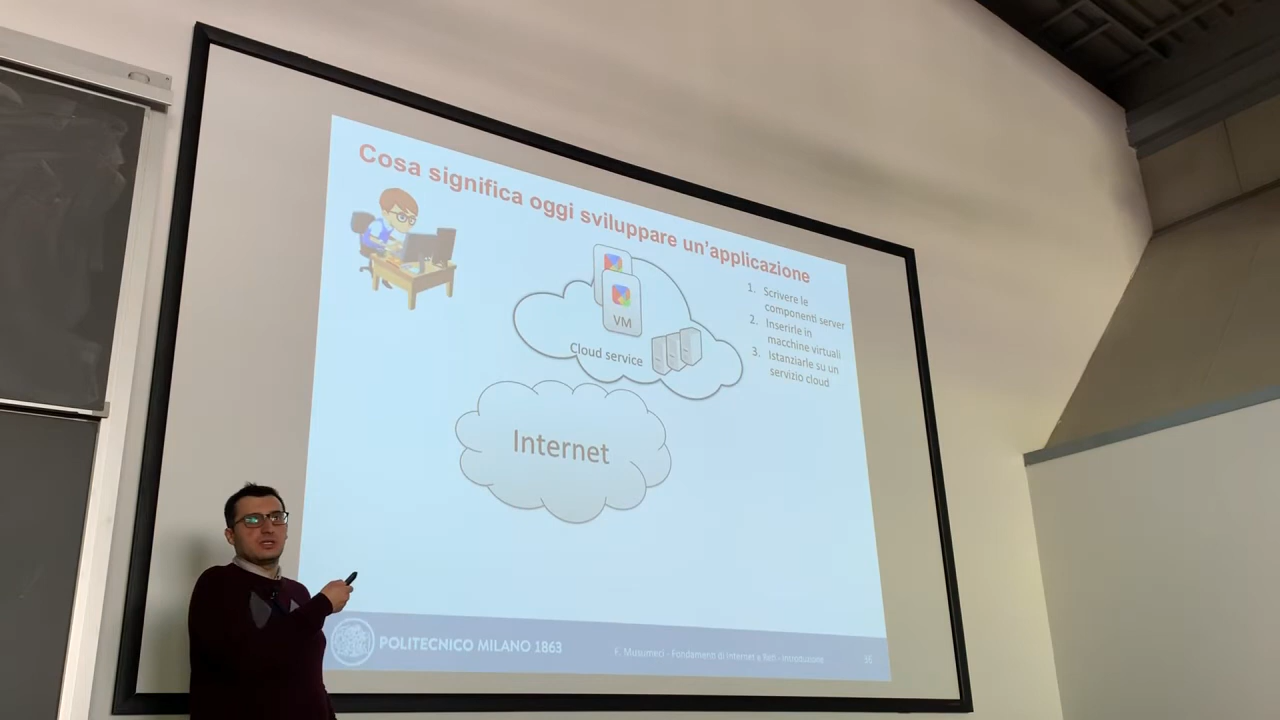 Cosa significa oggi sviluppare un'applicazione
VM
Cloud service
1. Scrivere le
componenti server
2. Inserirle in
macchine virtuali
3. Istanziarle su un
servizio cloud
Internet
POLITECNICO MILANO 1863
F. Musumeci - Fondamenti di Internet e Reti - Introduzione